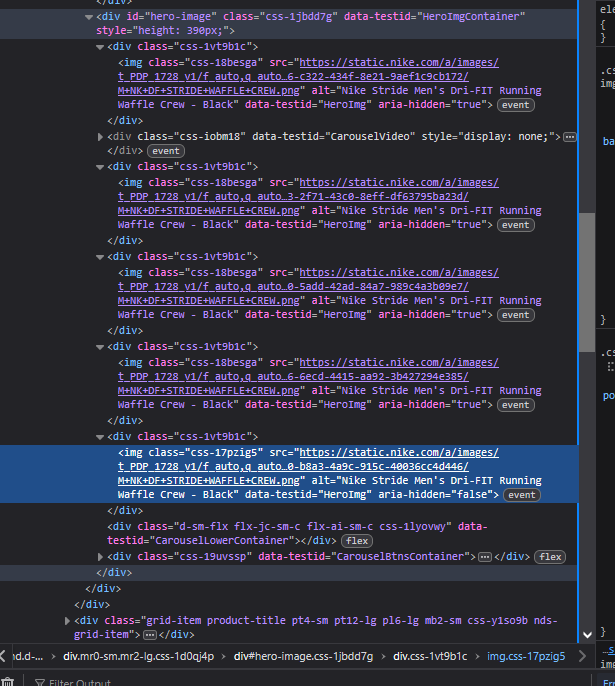 <div id="hero-image" class="css-1jbdd7g" data-testid="HeroImgContainer"
style="height: 390px;">
<div class="css-1vt9b1c">
<img class="css-18besga" src="https://static.nike.com/a/images/
t_PDP_1728_v1/f_auto,q_auto…6-c322-434f-8e21-9aef1c9cb172/
M+NK+DF+STRIDE+WAFFLE+CREW.png" alt="Nike Stride Men's Dri-FIT Running
Waffle Crew - Black" data-testid="HeroImg" aria-hidden="true"> event
</div>
<div class="css-iobm18" data-testid="CarouselVideo" style="display: none;">
</div> event
<div class="css-1vt9b1c">
<img class="css-18besga" src="https://static.nike.com/a/images/
t_PDP_1728_v1/f_auto,q_auto…3-2f71-43c0-8eff-df63795ba23d/
M+NK+DF+STRIDE+WAFFLE+CREW.png" alt="Nike Stride Men's Dri-FIT Running
Waffle Crew - Black" data-testid="HeroImg" aria-hidden="true"> event
</div>
<div class="css-1vt9b1c">
<img class="css-18besga" src="https://static.nike.com/a/images/
t_PDP_1728_v1/f_auto,q_auto…0-5add-42ad-84a7-989c4a3b09e7/
M+NK+DF+STRIDE+WAFFLE+CREW.png" alt="Nike Stride Men's Dri-FIT Running
Waffle Crew - Black" data-testid="HeroImg" aria-hidden="true"> event
</div>
<div class="css-1vt9b1c">
<img class="css-18besga" src="https://static.nike.com/a/images/
t_PDP_1728_v1/f_auto,q_auto…6-6ecd-4415-aa92-3b427294e385/
M+NK+DF+STRIDE+WAFFLE+CREW.png" alt="Nike Stride Men's Dri-FIT Running
Waffle Crew - Black" data-testid="HeroImg" aria-hidden="true"> event
</div>
<div class="css-1vt9b1c">
<img class="css-17pzig5" src="https://static.nike.com/a/images/
t_PDP_1728_v1/f_auto,q_auto…0-b8a3-4a9c-915c-40036cc4d446/
M+NK+DF+STRIDE+WAFFLE+CREW.png" alt="Nike Stride Men's Dri-FIT Running
Waffle Crew - Black" data-testid="HeroImg" aria-hidden="false"> event
</div>
<div class="d-sm-flx flx-jc-sm-c flx-ai-sm-c css-1lyovwy" data-
testid="CarouselLowerContainer"></div> flex
<div class="css-19uvssp" data-testid="CarouselBtnsContainer"> </div> flex
</div>
</div>
</div>
<div class="grid-item product-title pt4-sm pt12-lg pl6-lg mb2-sm css-y1so9b nds-
grid-item"> </div>
nd.d-… div.mr0-sm.mr2-lg.css-1d0qj4p div#hero-image.css-1jbdd7g div.css-1vt9b1c img.css-17pzig5
Filter Output
ele
{
}
.cs
img
ba
}
.cs
po
}